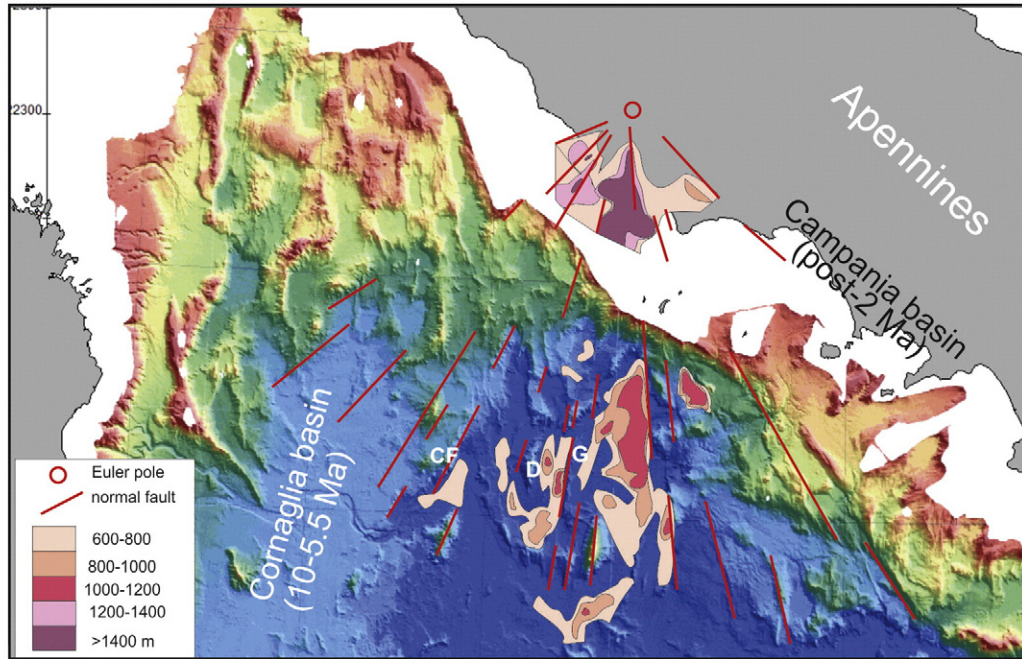 22300
Apennines
Campania basin
(post-2 Ma)
CF
D
G
Cornaglia basin
(10-5.5 Ma)
Euler pole
normal fault
600-800
800-1000
1000-1200
1200-1400
>1400 m